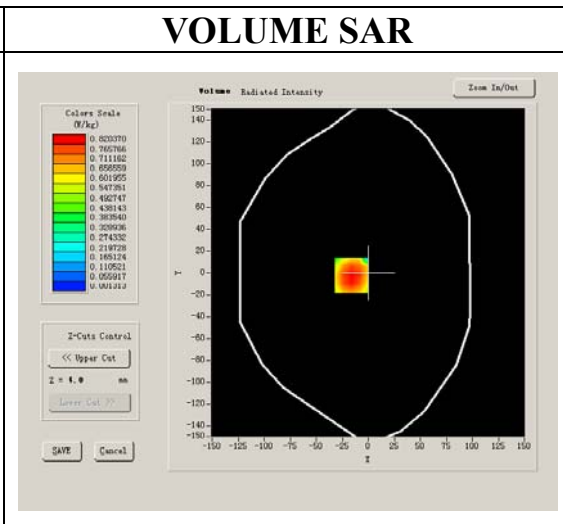 VOLUME SAR
Volume Radiated Intensity
Zoom In/Out
Colors Scale
(W/kg)
0.820370
0.765766
0.711162
0.656559
0.601955
0.547351
0.492747
0.438143
0.383540
0.328936
0.274332
0.219728
0.165124
0.110521
0.055917
0.001313
Z-Cuts Control
<< Upper Cut
Z = 4.0 mm
Lower Cut >>
SAVE
Cancel
150
140
120
100
80
60
40
20
0
-20
-40
-60
-80
-100
-120
-140
-150
Y
-150 -125 -100 -75 -50 -25 0 25 50 75 100 125 150
X